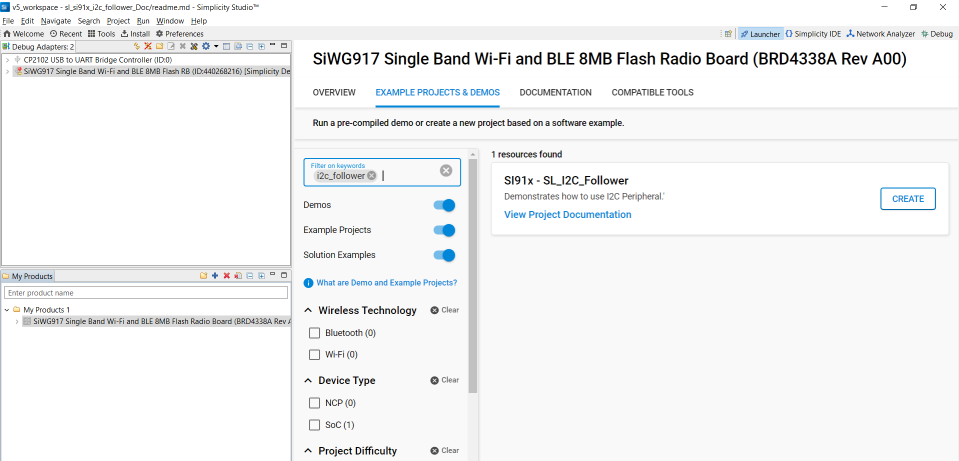 v5_workspace - sl_si91x_i2c_follower_Doc/readme.md - Simplicity Studio™
File Edit Navigate Search Project Run Window Help
Welcome Recent Tools Install Preferences
Launcher Simplicity IDE Network Analyzer Debug
Debug Adapters: 2
CP2102 USB to UART Bridge Controller (ID:0)
SiWG917 Single Band Wi-Fi and BLE 8MB Flash RB (ID:440268216) [Simplicity De
My Products
Enter product name
My Products 1
SiWG917 Single Band Wi-Fi and BLE 8MB Flash Radio Board (BRD4338A Rev A
SiWG917 Single Band Wi-Fi and BLE 8MB Flash Radio Board (BRD4338A Rev A00)
OVERVIEW EXAMPLE PROJECTS & DEMOS DOCUMENTATION COMPATIBLE TOOLS
Run a pre-compiled demo or create a new project based on a software example.
Filter on keywords
i2c_follower
Demos
Example Projects
Solution Examples
What are Demo and Example Projects?
Wireless Technology Clear
Bluetooth (0)
Wi-Fi (0)
Device Type Clear
NCP (0)
SoC (1)
Project Difficulty Clear
1 resources found
SI91x - SL_I2C_Follower
Demonstrates how to use I2C Peripheral.'
View Project Documentation
CREATE